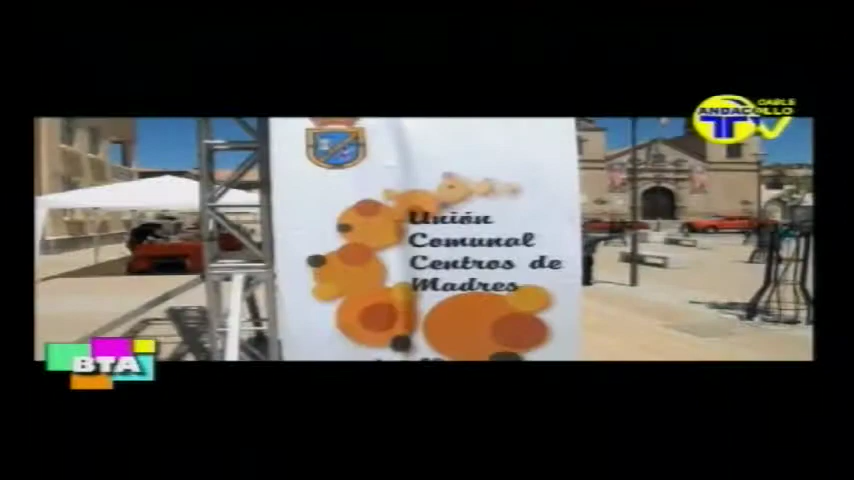 CABLE
ANDACOLLO
TV
Unión
Comunal
Centros de
Madres
BTA